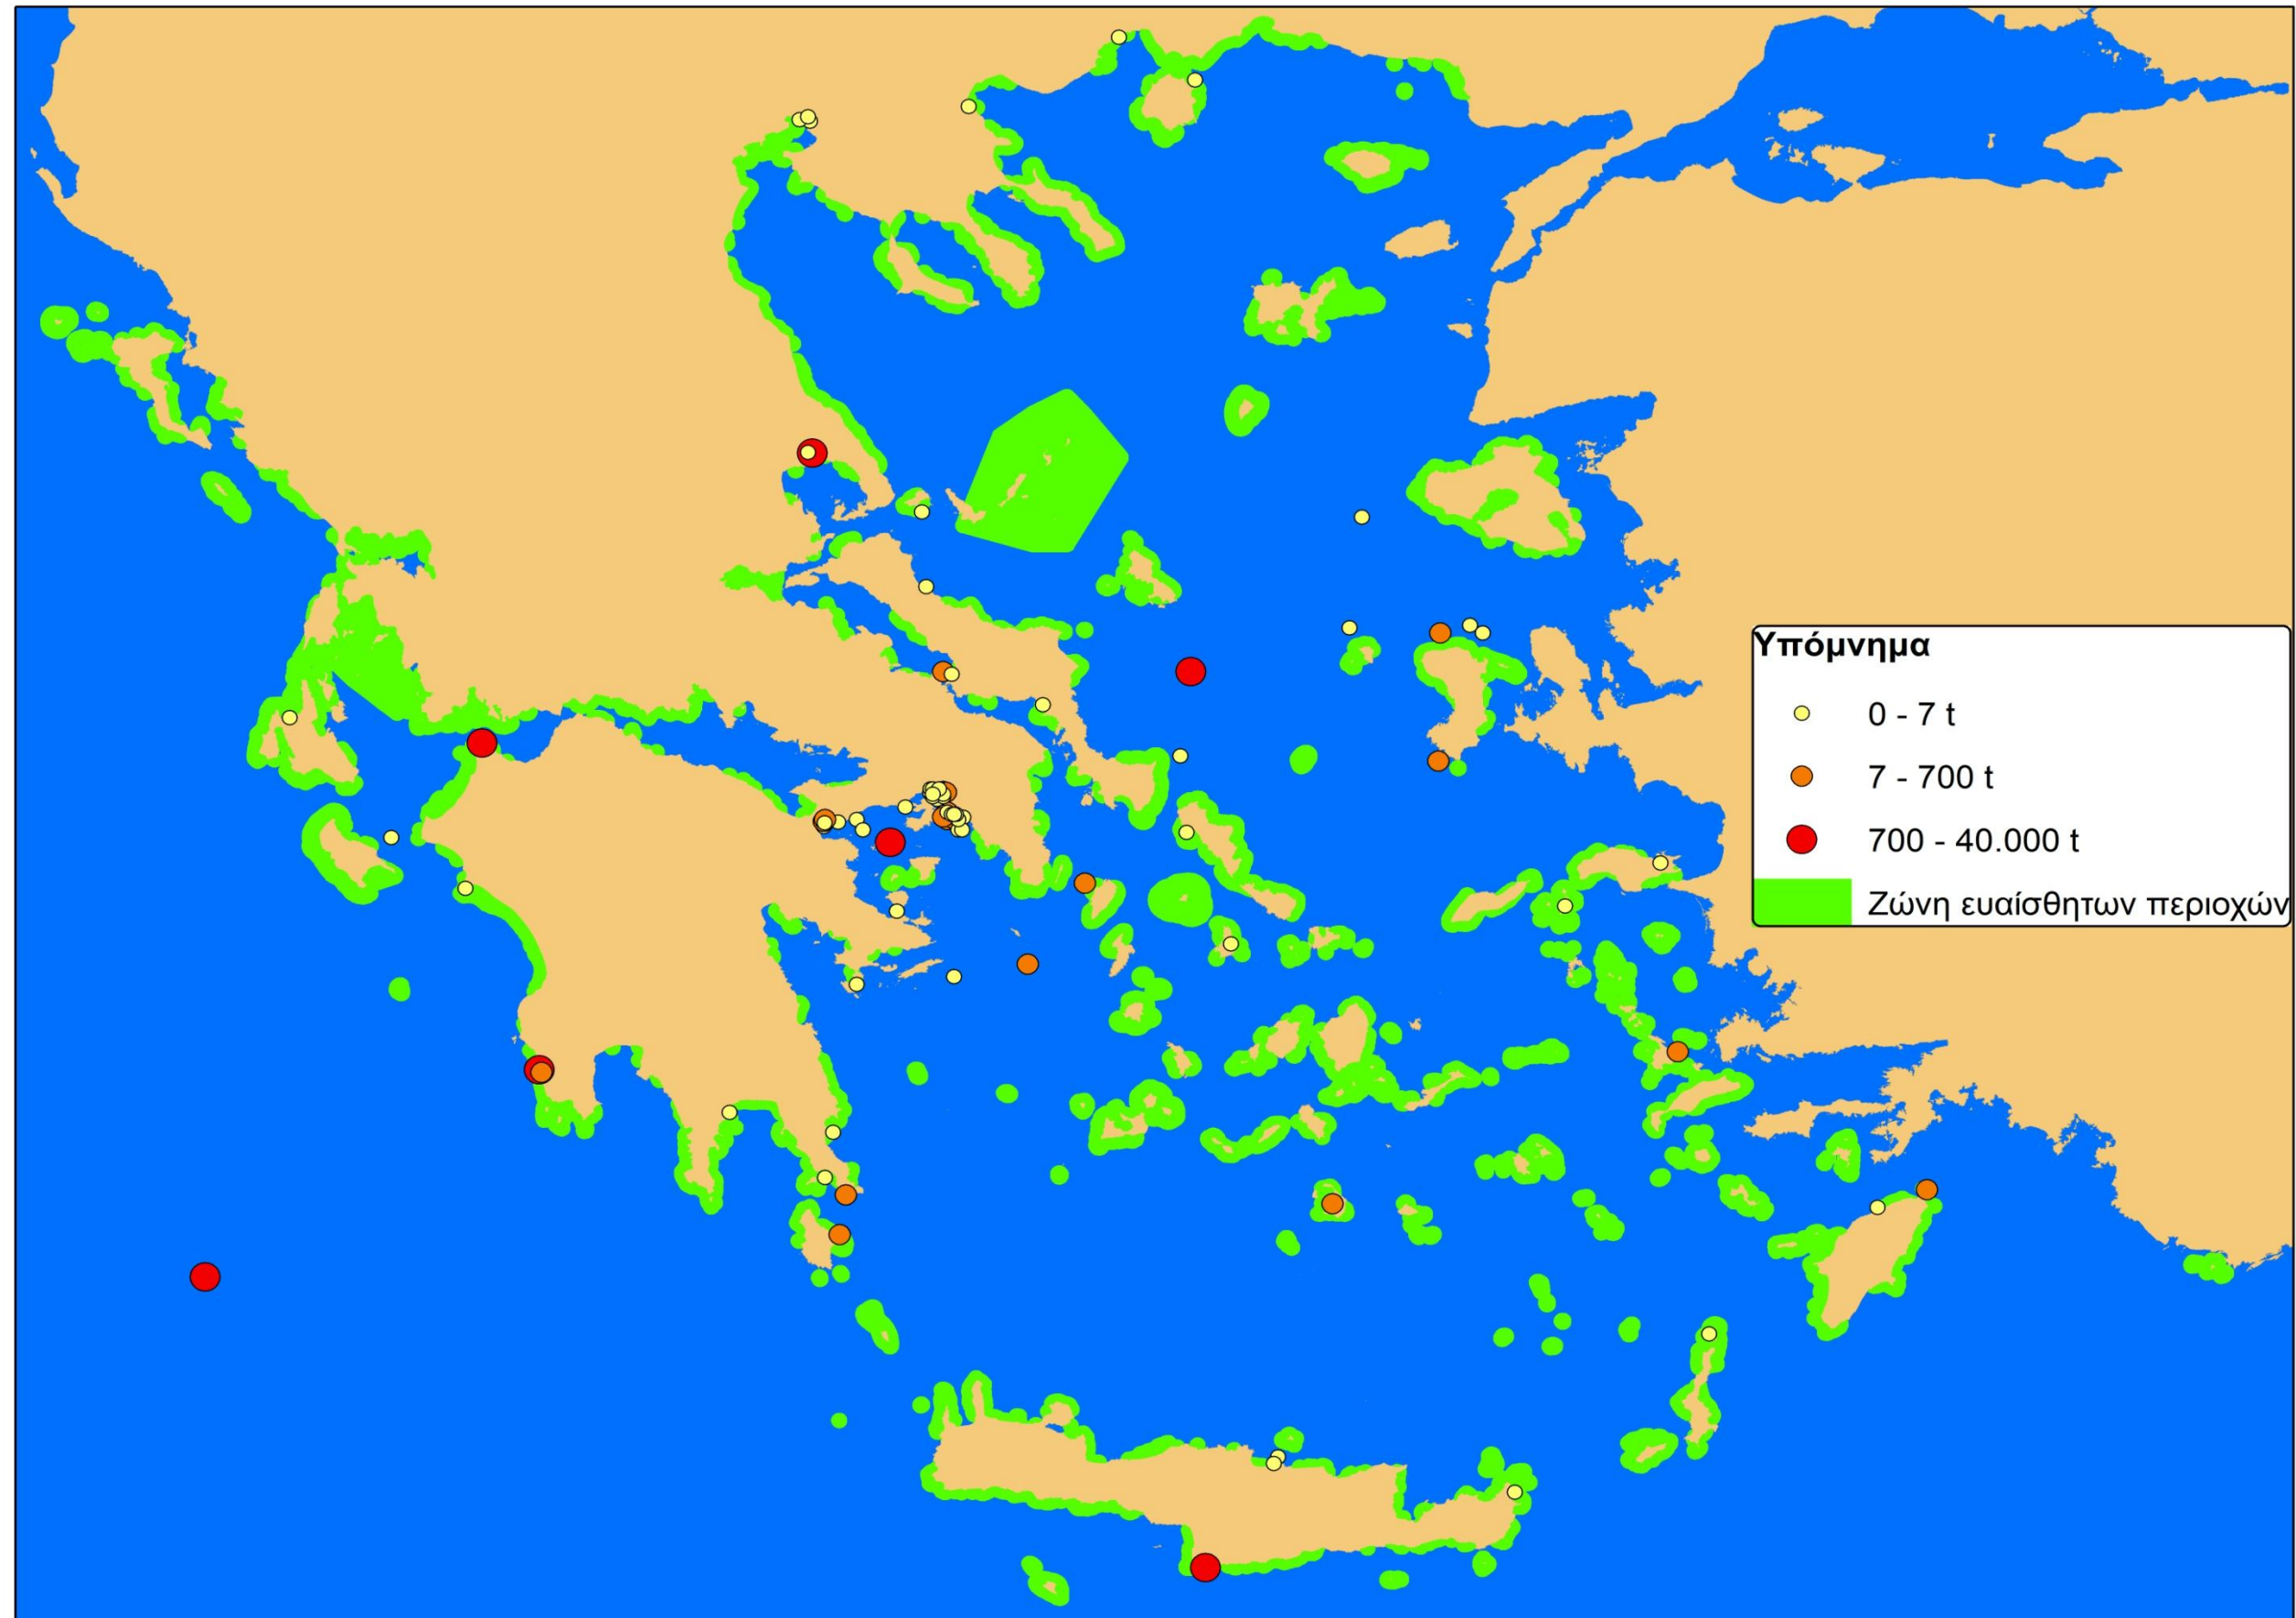 Υπόμνημα
0 - 7 t
7 - 700 t
700 - 40.000 t
Ζώνη ευαίσθητων περιοχών